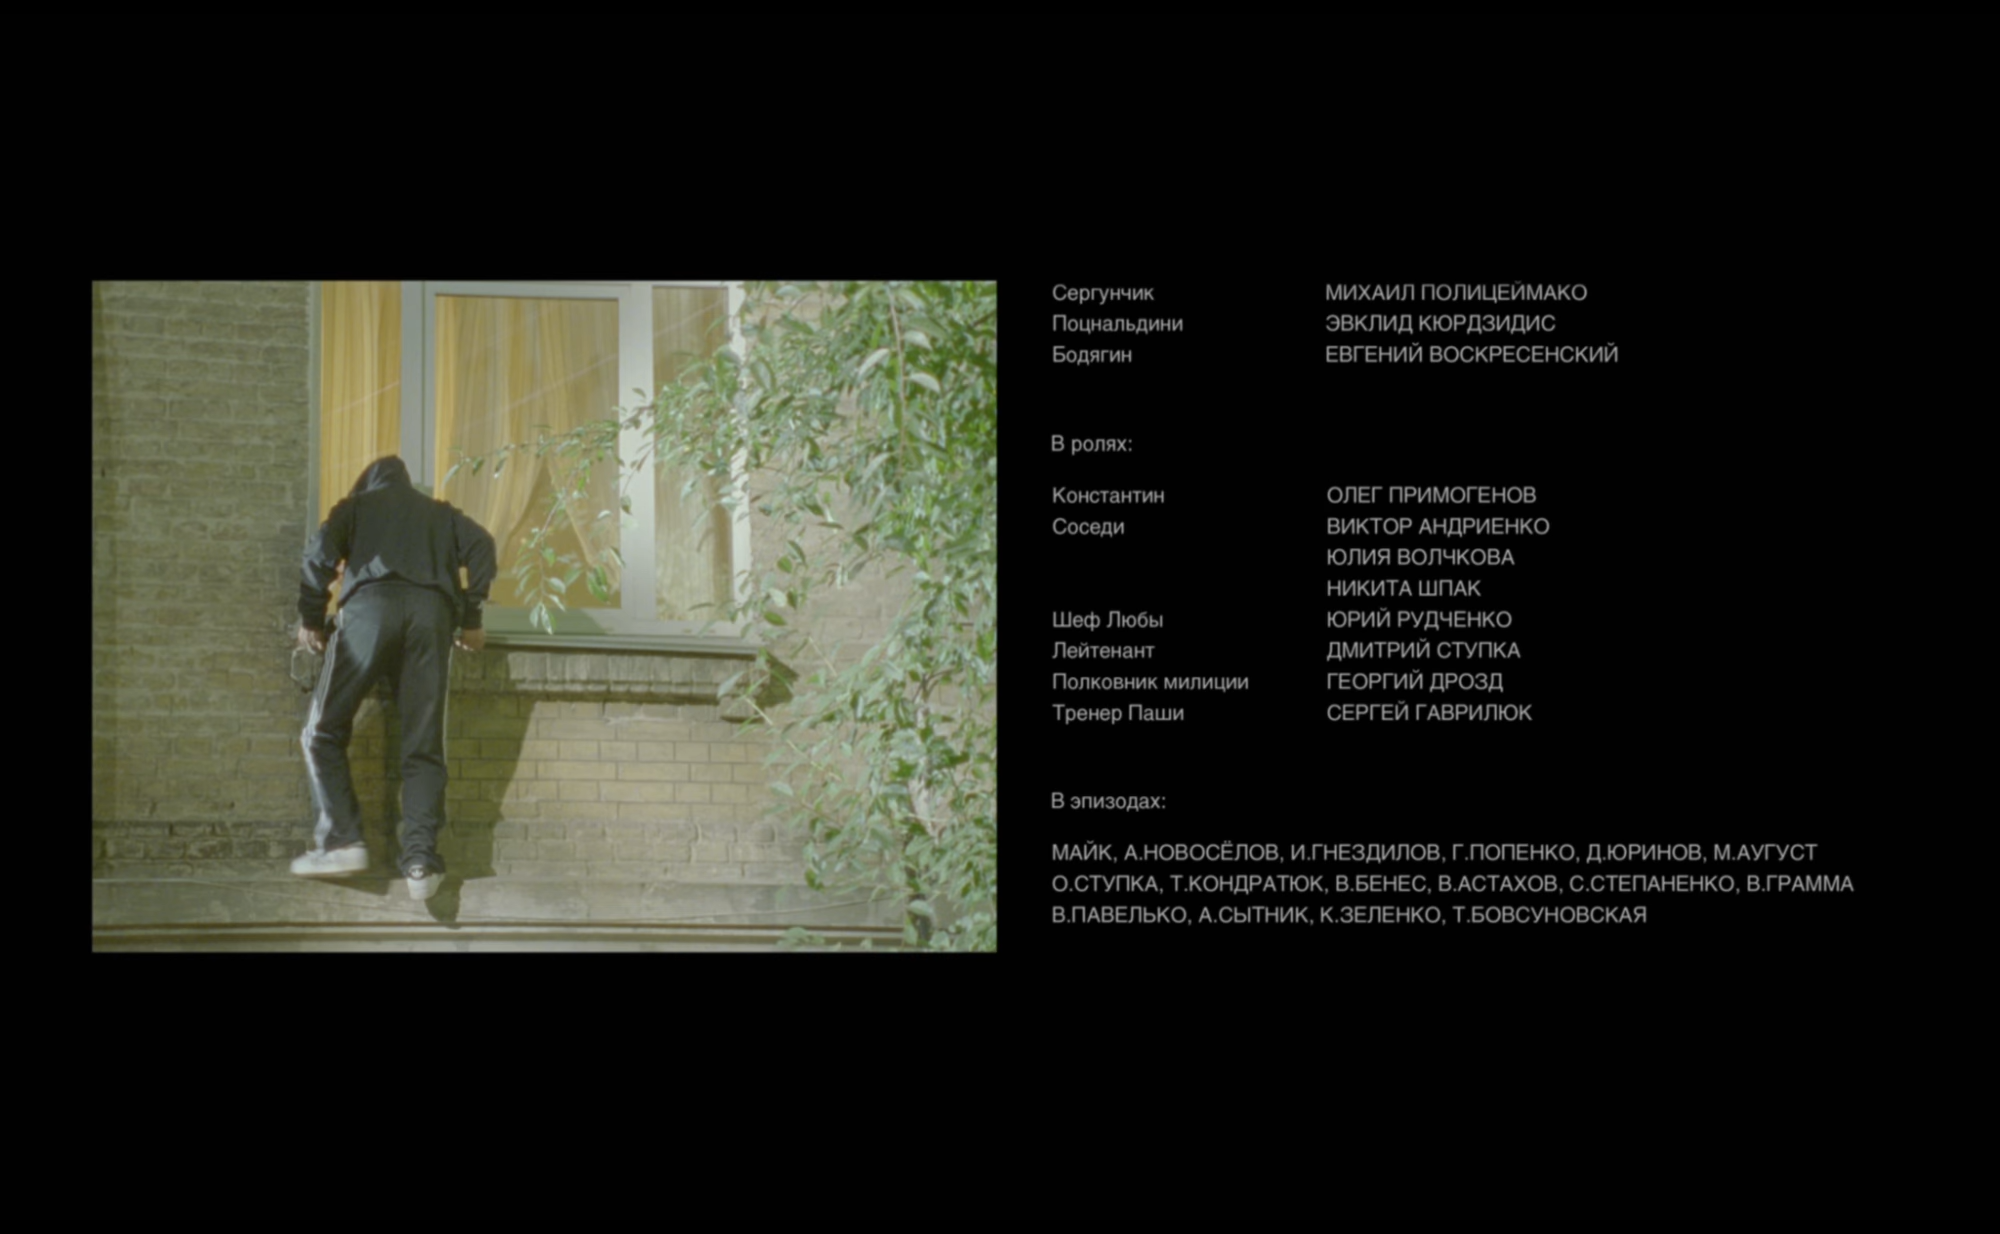 Сергунчик МИХАИЛ ПОЛИЦЕЙМАКО
Поцнальдини ЭВКЛИД КЮРДЗИДИС
Бодягин ЕВГЕНИЙ ВОСКРЕСЕНСКИЙ
В ролях:
Константин ОЛЕГ ПРИМОГЕНОВ
Соседи ВИКТОР АНДРИЕНКО
ЮЛИЯ ВОЛЧКОВА
НИКИТА ШПАК
Шеф Любы ЮРИЙ РУДЧЕНКО
Лейтенант ДМИТРИЙ СТУПКА
Полковник милиции ГЕОРГИЙ ДРОЗД
Тренер Паши СЕРГЕЙ ГАВРИЛЮК
В эпизодах:
МАЙК, А.НОВОСЁЛОВ, И.ГНЕЗДИЛОВ, Г.ПОПЕНКО, Д.ЮРИНОВ, М.АУГУСТ
О.СТУПКА, Т.КОНДРАТЮК, В.БЕНЕС, В.АСТАХОВ, С.СТЕПАНЕНКО, В.ГРАММА
В.ПАВЕЛЬКО, А.СЫТНИК, К.ЗЕЛЕНКО, Т.БОВСУНОВСКАЯ